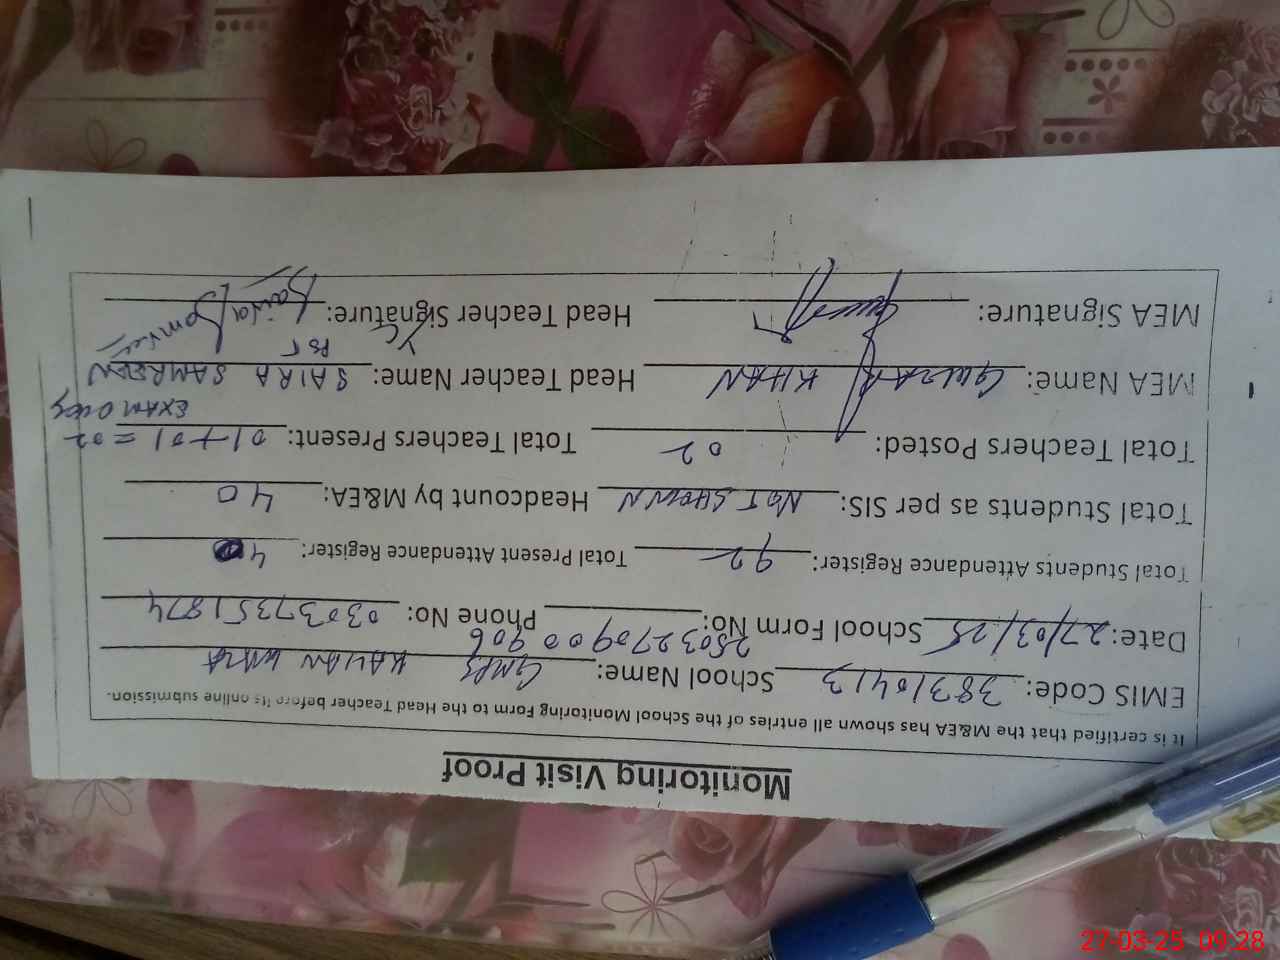 Monitoring Visit Proof
It is certified that the M&EA has shown all entries of the School Monitoring Form to the Head Teacher before its online submission.
EMIS Code: 38310413 School Name: GMPS KALIAN WALA
Date: 27/03/25 School Form No: 2503270900906 Phone No: 03037351874
Total Students Attendance Register: 92 Total Present Attendance Register: 40
Total Students as per SIS: NOT SHOWN Headcount by M&EA: 40
Total Teachers Posted: 02 Total Teachers Present: 01+01=02
EXAM
MEA Name: KHAN Head Teacher Name: SAIRA SAMREEN
PST
MEA Signature: Head Teacher Signature: Saira
27-03-25 09:28